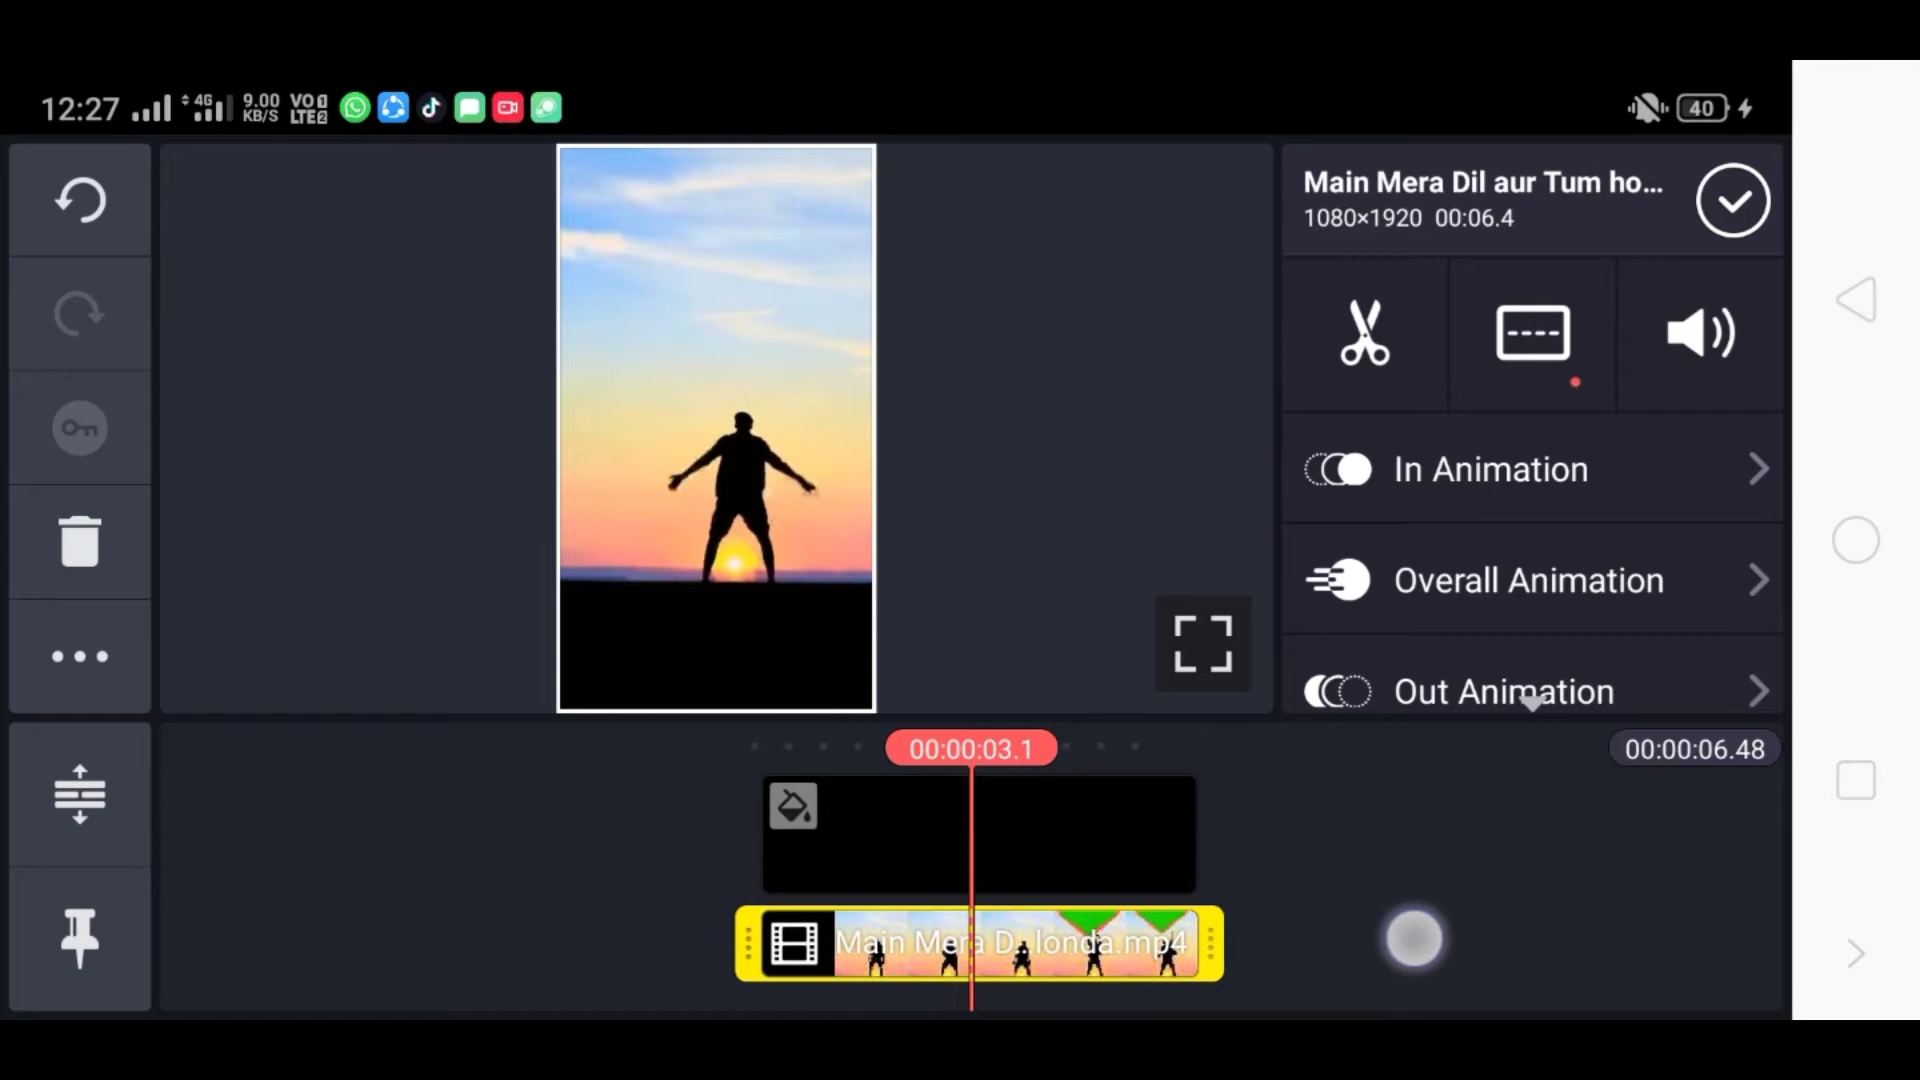 12:27 4G 9.00 KB/S VO 1 LTE 2
40
Main Mera Dil aur Tum ho...
1080×1920 00:06.4
In Animation
Overall Animation
Out Animation
00:00:03.1
00:00:06.48
Main Mera D..londa.mp4